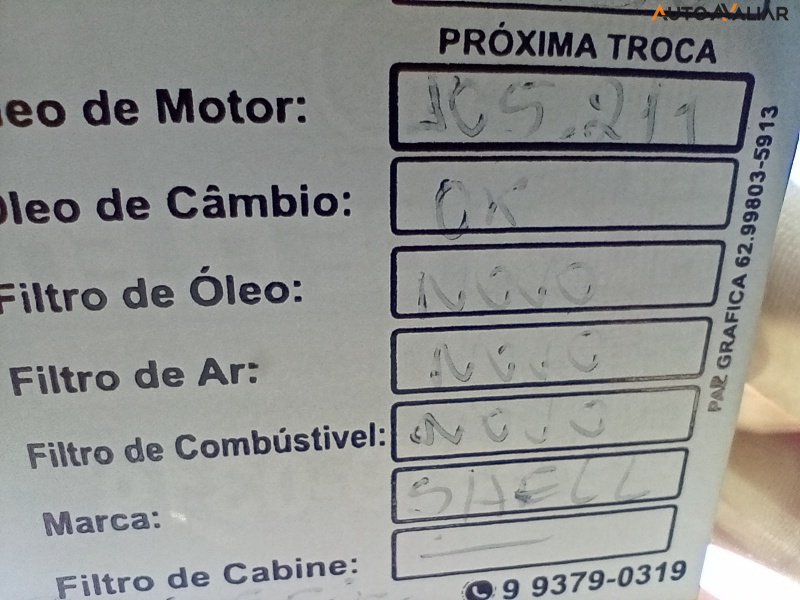 AUTOAVALIAR
PRÓXIMA TROCA
leo de Motor: 105.211
Óleo de Câmbio: OK
Filtro de Óleo: NOVO
Filtro de Ar: NOVO
Filtro de Combústivel: NOVO
Marca: SHELL
Filtro de Cabine: —
9 9379-0319
PAZ GRAFICA 62.99803-5913